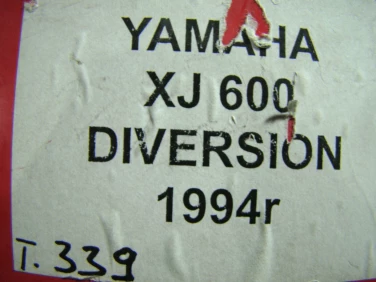 YAMAHA
XJ 600
DIVERSION
1994r
T. 339